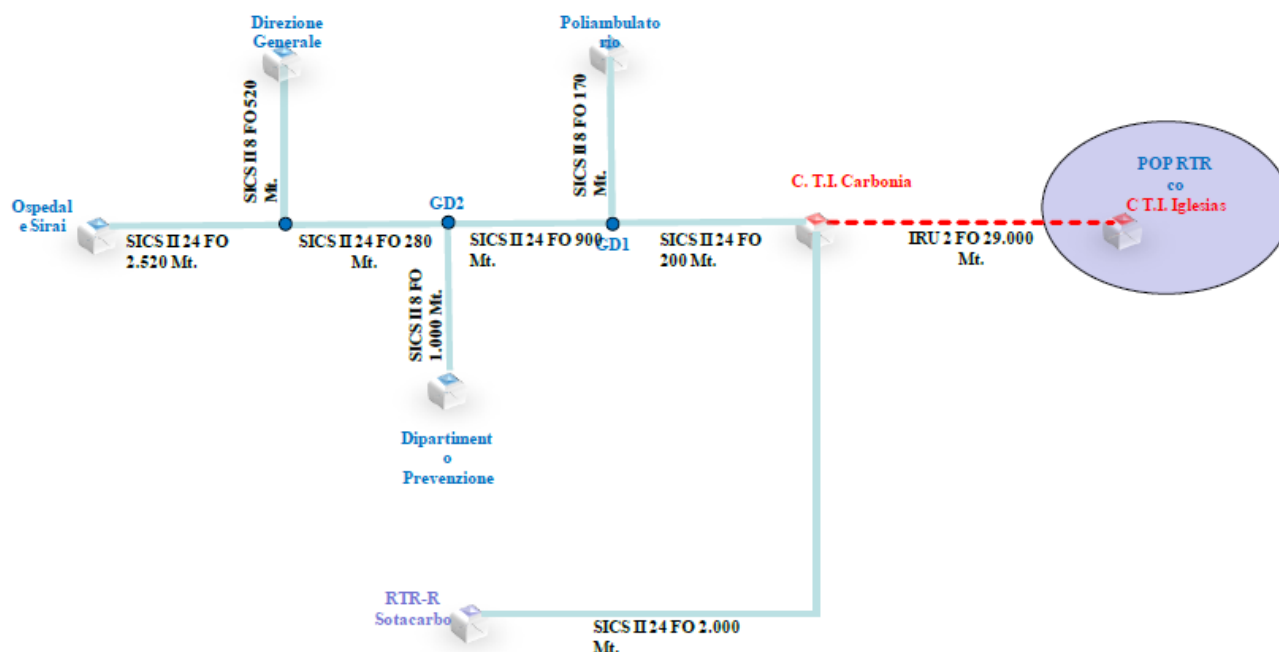 Direzione
Generale
Poliambulato
rio
SICS II 8 FO 520
Mt.
SICS II 8 FO 170
Mt.
POP RTR
co
C T.I. Iglesias
C. T.I. Carbonia
Ospedal
e Sirai
GD2
GD1
SICS II 24 FO
2.520 Mt.
SICS II 24 FO 280
Mt.
SICS II 24 FO 900
Mt.
SICS II 24 FO
200 Mt.
IRU 2 FO 29.000
Mt.
SICS II 8 FO
1.000 Mt.
Dipartiment
o
Prevenzione
RTR-R
Sotacarbo
SICS II 24 FO 2.000
Mt.